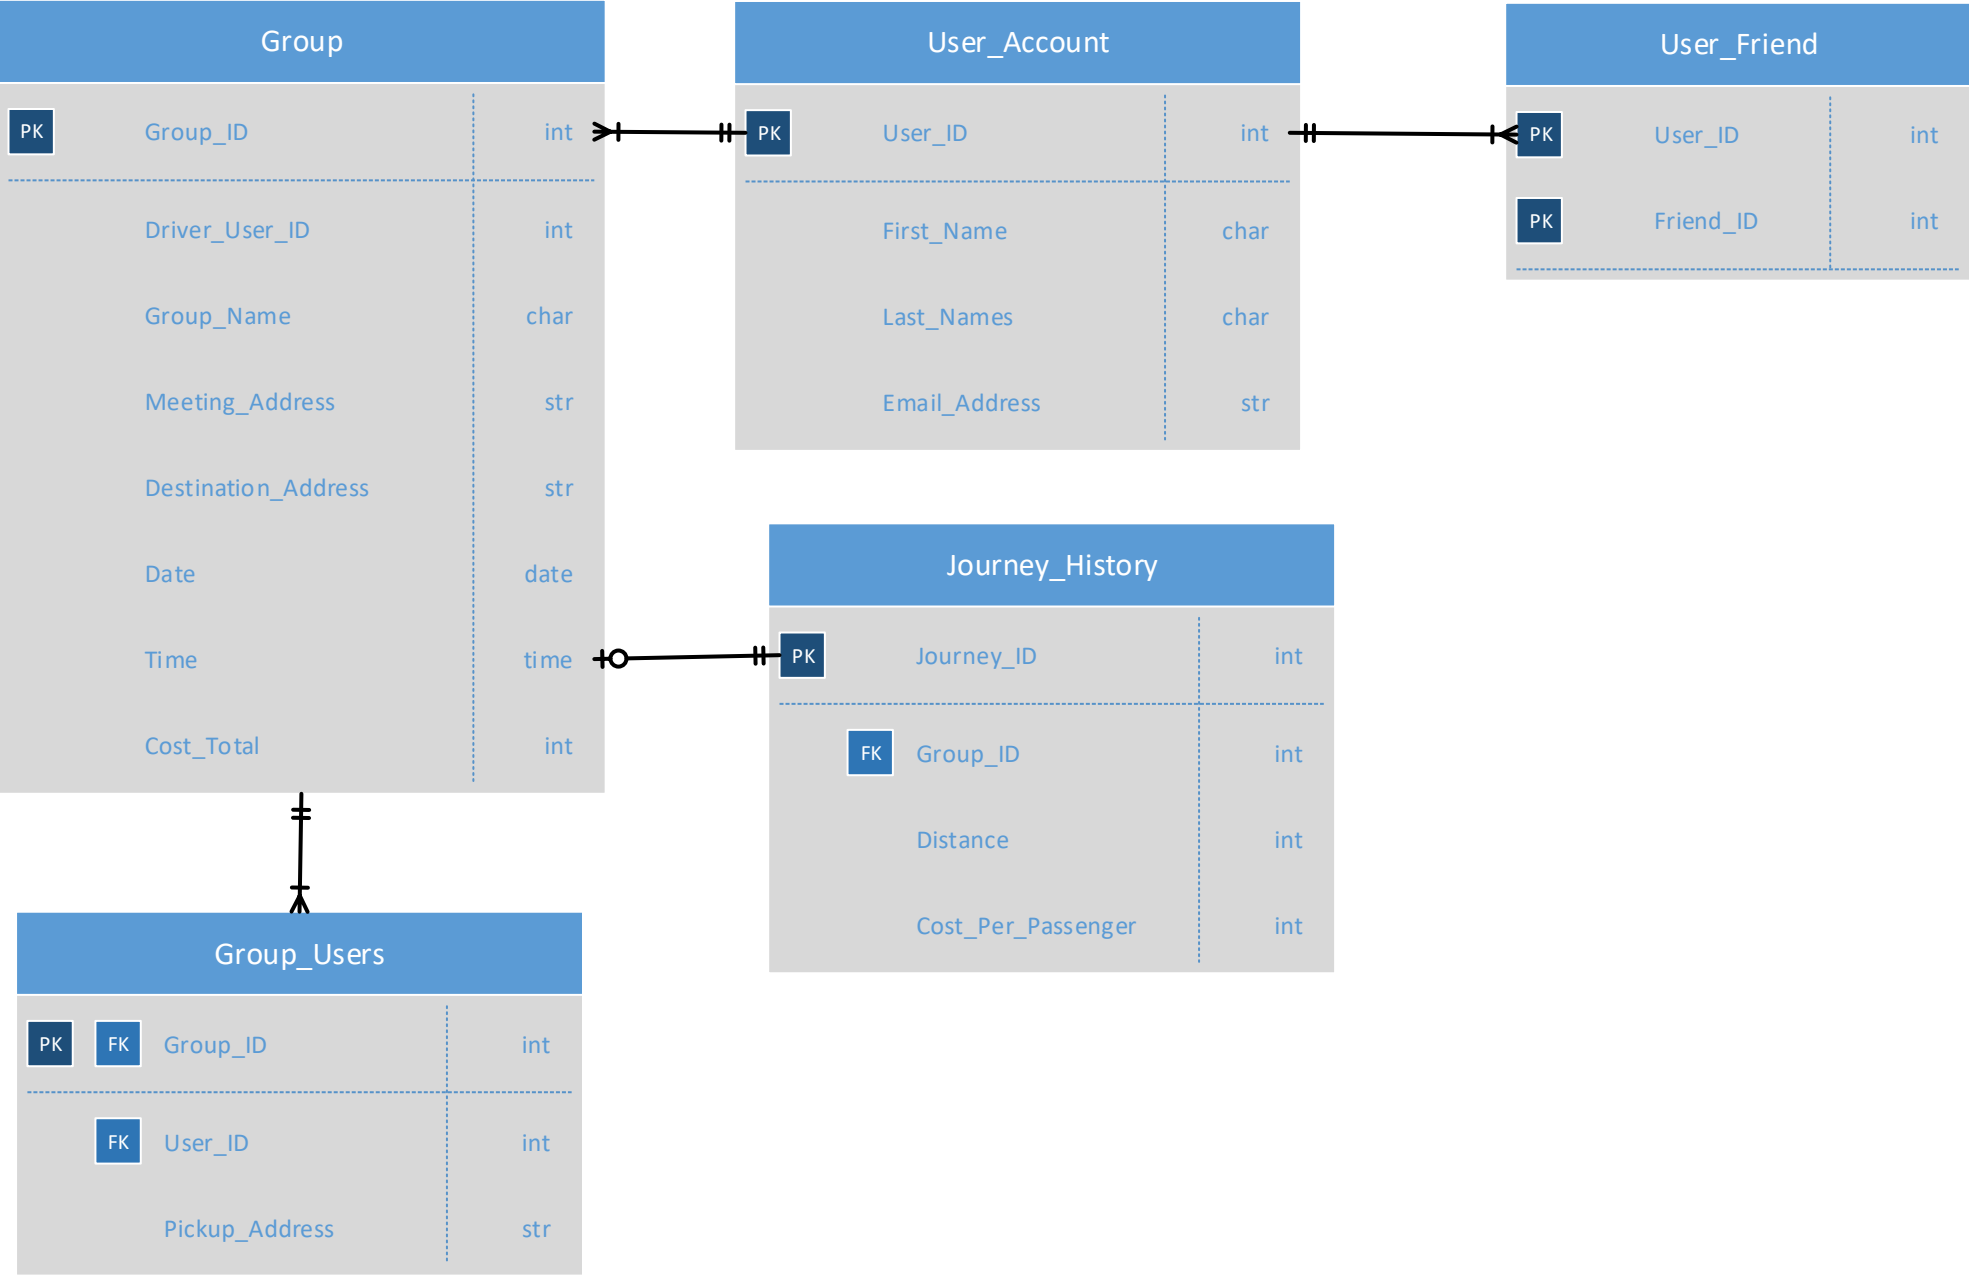 Group
PK Group_ID int
Driver_User_ID int
Group_Name char
Meeting_Address str
Destination_Address str
Date date
Time time
Cost_Total int
User_Account
PK User_ID int
First_Name char
Last_Names char
Email_Address str
User_Friend
PK User_ID int
PK Friend_ID int
Journey_History
PK Journey_ID int
FK Group_ID int
Distance int
Cost_Per_Passenger int
Group_Users
PK FK Group_ID int
FK User_ID int
Pickup_Address str